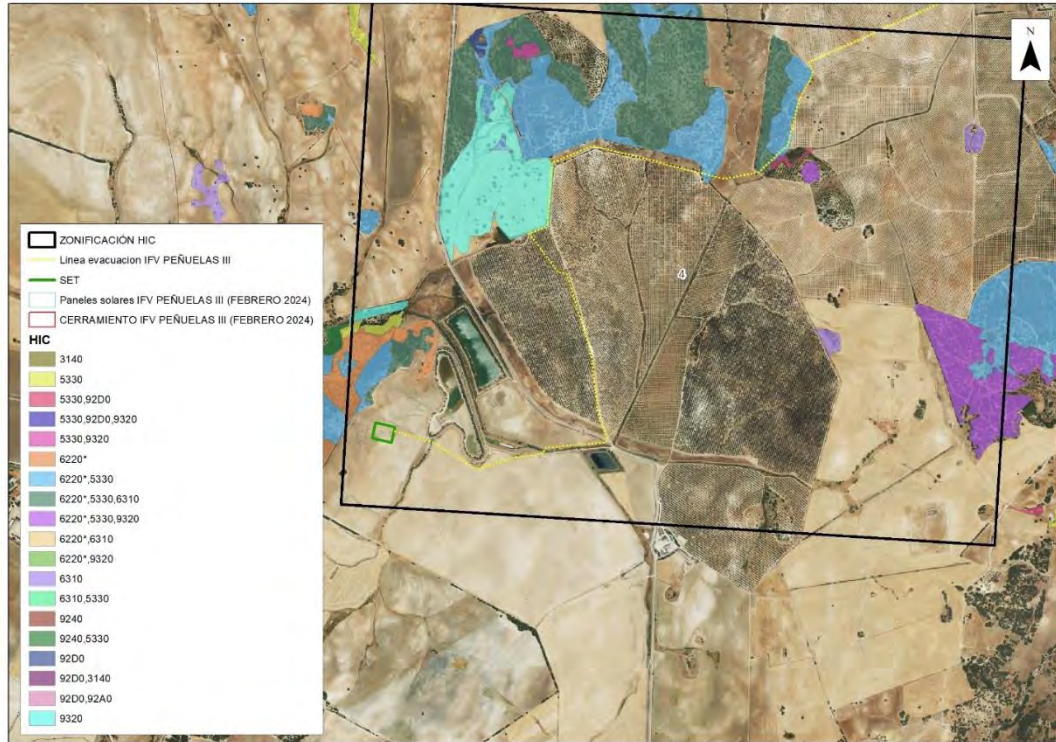 N
4
ZONIFICACIÓN HIC
Linea evacuacion IFV PEÑUELAS III
SET
Paneles solares IFV PEÑUELAS III (FEBRERO 2024)
CERRAMIENTO IFV PEÑUELAS III (FEBRERO 2024)
HIC
3140
5330
5330,92D0
5330,92D0,9320
5330,9320
6220*
6220*,5330
6220*,5330,6310
6220*,5330,9320
6220*,6310
6220*,9320
6310
6310,5330
9240
9240,5330
92D0
92D0,3140
92D0,92A0
9320